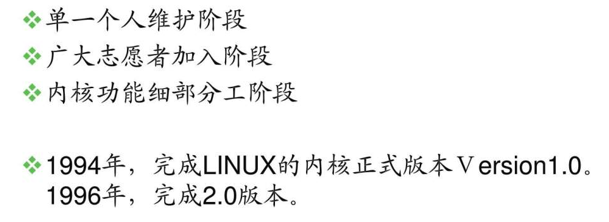 单一个人维护阶段
广大志愿者加入阶段
内核功能细部分工阶段
1994年，完成LINUX的内核正式版本Version1.0。
1996年，完成2.0版本。